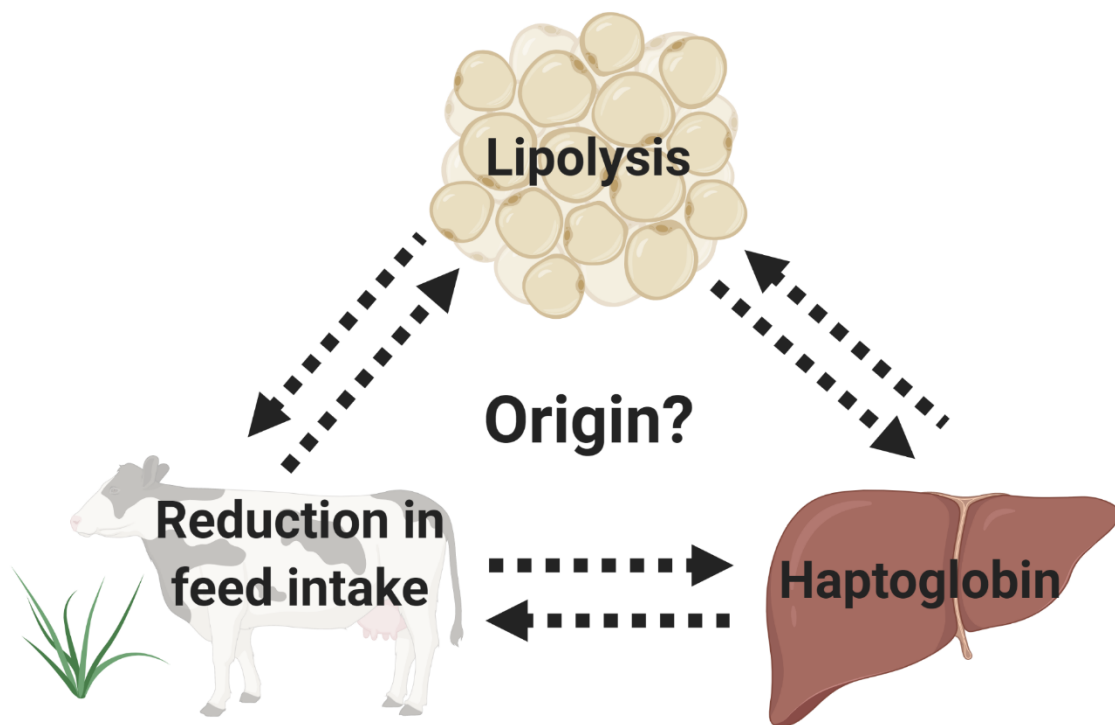 Lipolysis
Origin?
Reduction in
feed intake
Haptoglobin